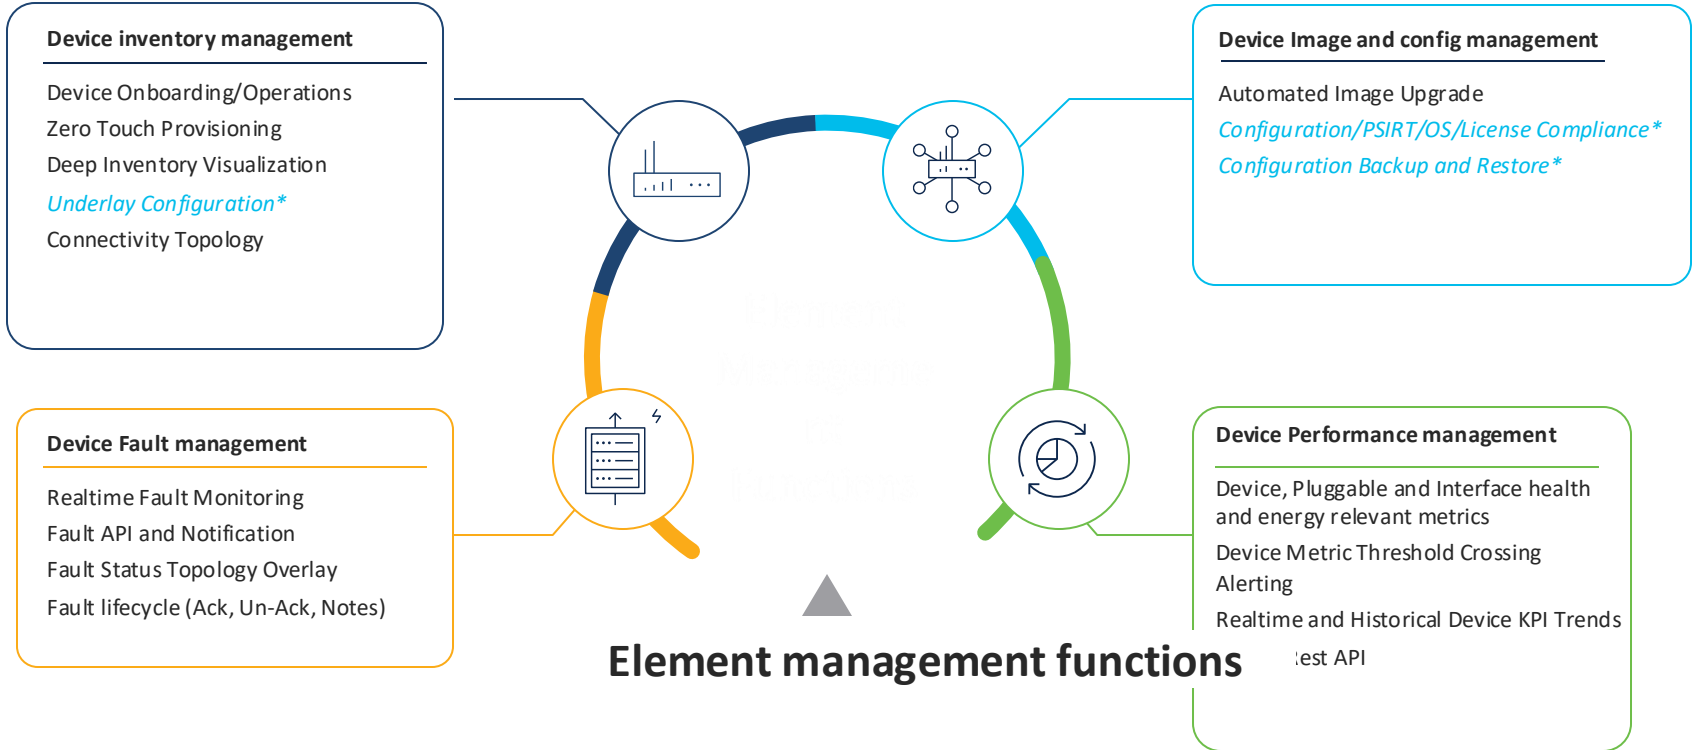 Device inventory management
Device Onboarding/Operations
Zero Touch Provisioning
Deep Inventory Visualization
Underlay Configuration*
Connectivity Topology
Device Image and config management
Automated Image Upgrade
Configuration/PSIRT/OS/License Compliance*
Configuration Backup and Restore*
Device Fault management
Realtime Fault Monitoring
Fault API and Notification
Fault Status Topology Overlay
Fault lifecycle (Ack, Un-Ack, Notes)
Device Performance management
Device, Pluggable and Interface health
and energy relevant metrics
Device Metric Threshold Crossing
Alerting
Realtime and Historical Device KPI Trends
API
Element management functions